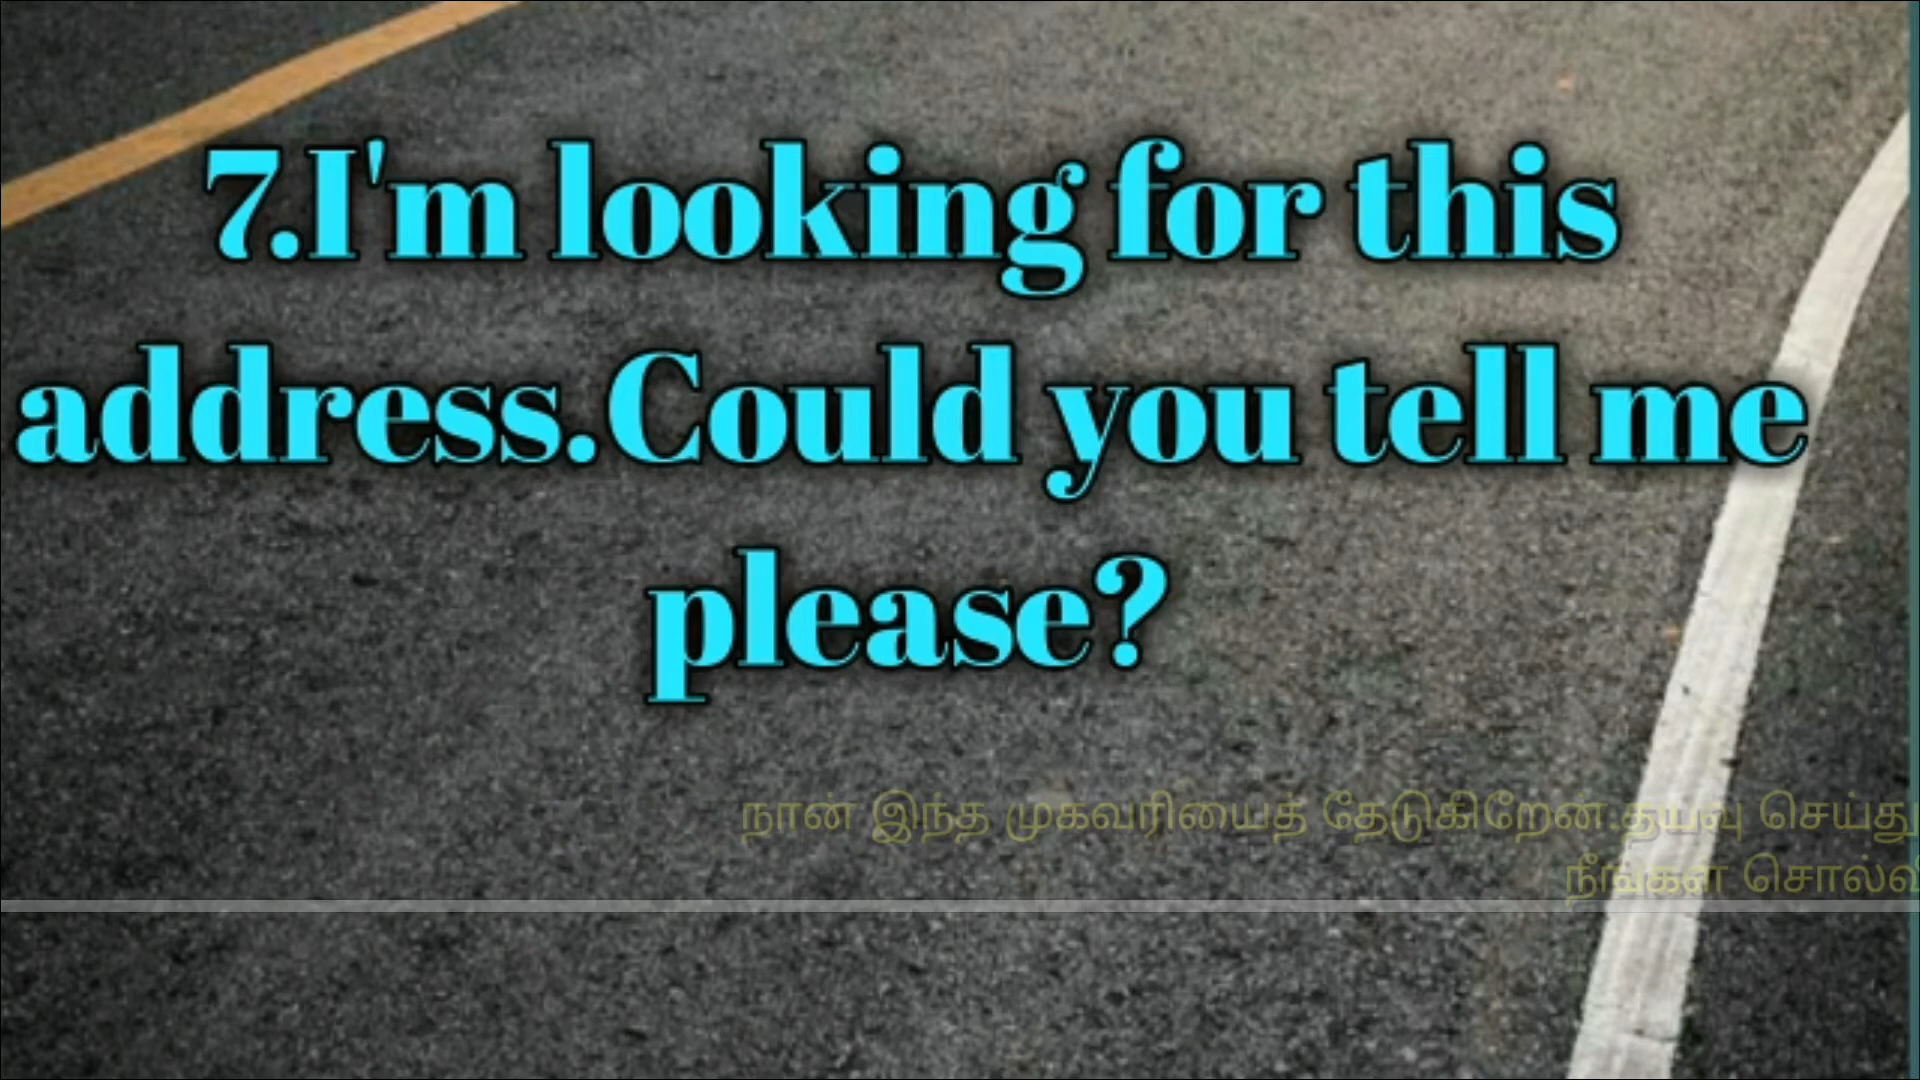 7.I'm looking for this
address.Could you tell me
please?
நான் இந்த முகவரியைத் தேடுகிறேன்.தயவு செய்து
நீங்கள்